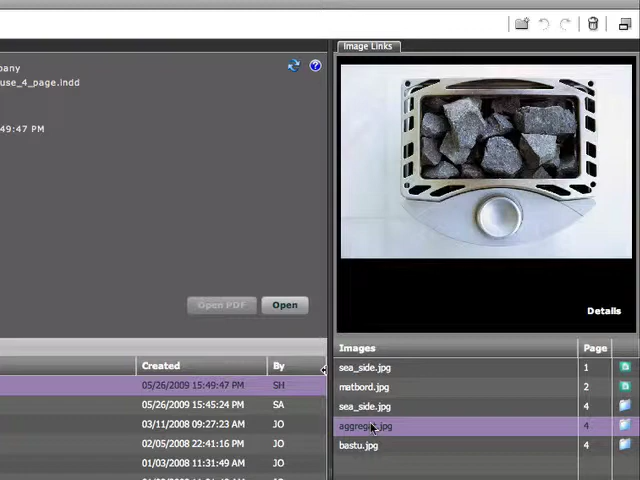 Image Links
pany
use_4_page.indd
49:47 PM
Open PDF
Open
Details
Images Page
sea_side.jpg 1
matbord.jpg 2
sea_side.jpg 4
4
bastu.jpg 4
Created By
05/26/2009 15:49:47 PM SH
05/26/2009 15:45:24 PM SA
03/11/2008 09:27:23 AM JO
02/05/2008 22:41:16 PM JO
01/03/2008 11:31:49 AM JO